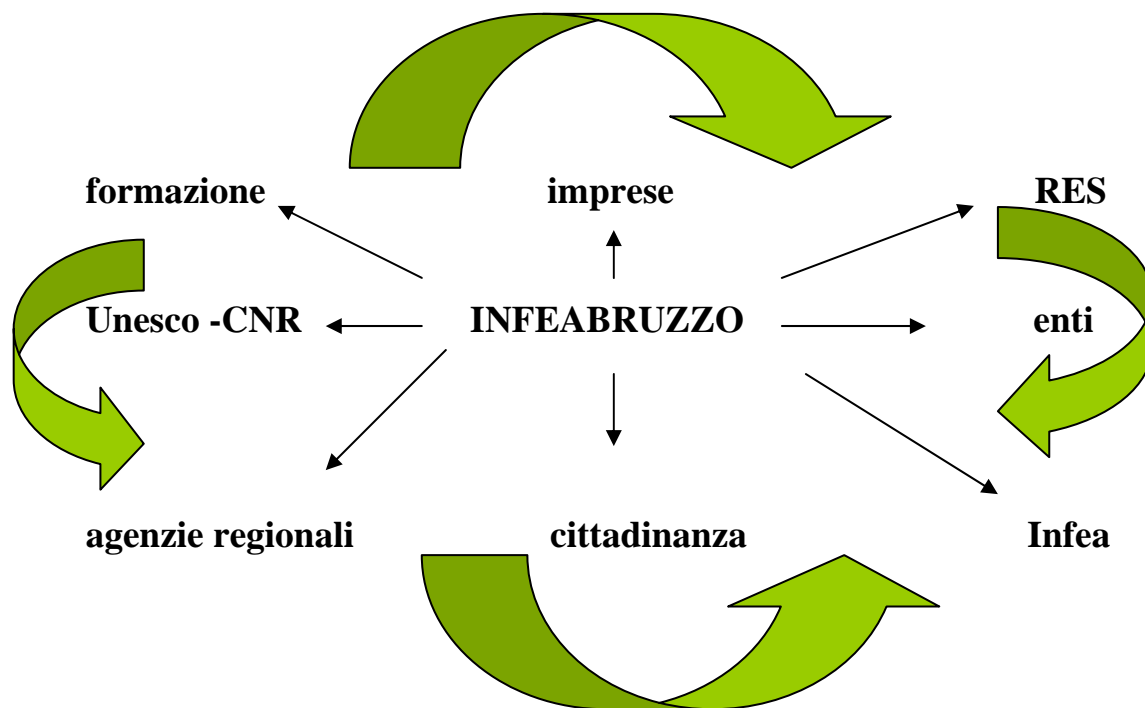 formazione imprese RES
Unesco -CNR INFEABRUZZO enti
agenzie regionali cittadinanza Infea